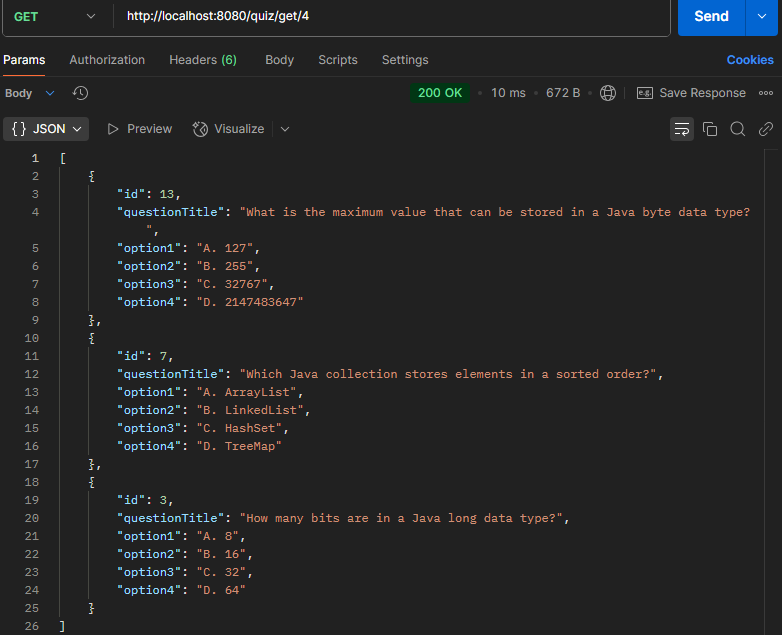 GET http://localhost:8080/quiz/get/4 Send
Params Authorization Headers (6) Body Scripts Settings Cookies
Body 200 OK • 10 ms • 672 B • e.g. Save Response
{} JSON Preview Visualize
1 [
2 {
3 "id": 13,
4 "questionTitle": "What is the maximum value that can be stored in a Java byte data type?
",
5 "option1": "A. 127",
6 "option2": "B. 255",
7 "option3": "C. 32767",
8 "option4": "D. 2147483647"
9 },
10 {
11 "id": 7,
12 "questionTitle": "Which Java collection stores elements in a sorted order?",
13 "option1": "A. ArrayList",
14 "option2": "B. LinkedList",
15 "option3": "C. HashSet",
16 "option4": "D. TreeMap"
17 },
18 {
19 "id": 3,
20 "questionTitle": "How many bits are in a Java long data type?",
21 "option1": "A. 8",
22 "option2": "B. 16",
23 "option3": "C. 32",
24 "option4": "D. 64"
25 }
26 ]